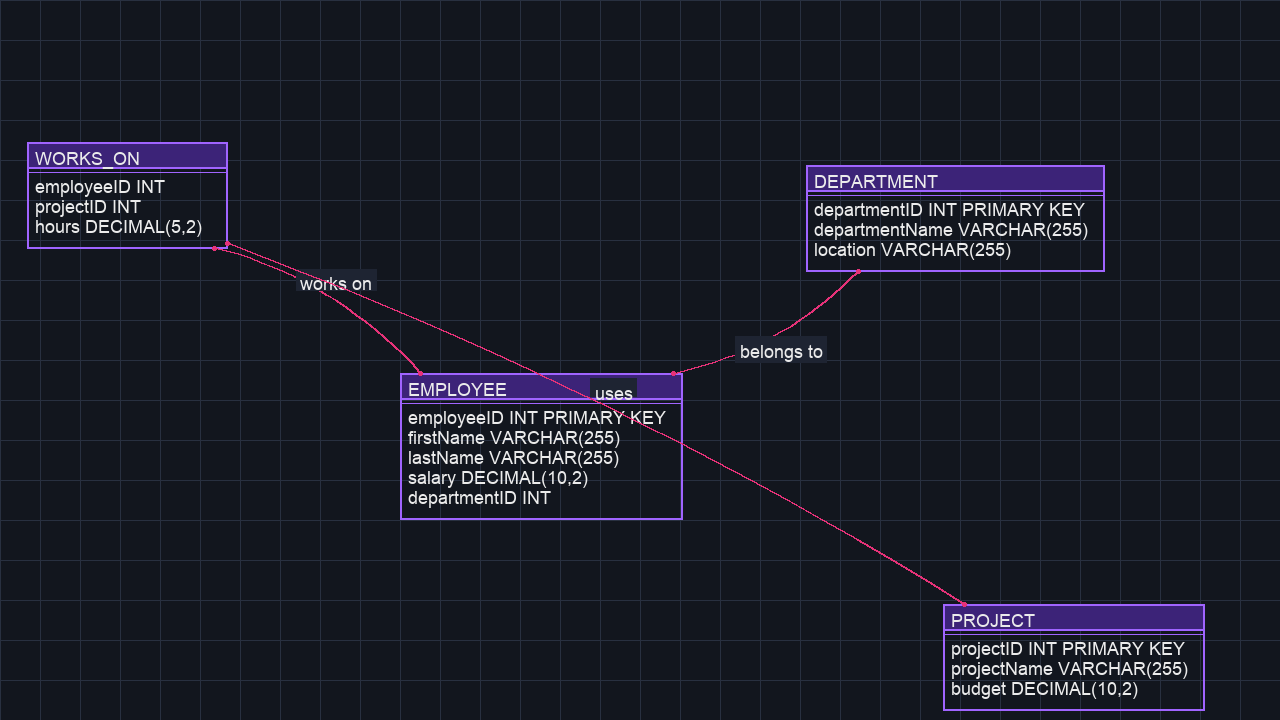 WORKS_ON
employeeID INT
projectID INT
hours DECIMAL(5,2)
DEPARTMENT
departmentID INT PRIMARY KEY
departmentName VARCHAR(255)
location VARCHAR(255)
works on
belongs to
uses
EMPLOYEE
employeeID INT PRIMARY KEY
firstName VARCHAR(255)
lastName VARCHAR(255)
salary DECIMAL(10,2)
departmentID INT
PROJECT
projectID INT PRIMARY KEY
projectName VARCHAR(255)
budget DECIMAL(10,2)